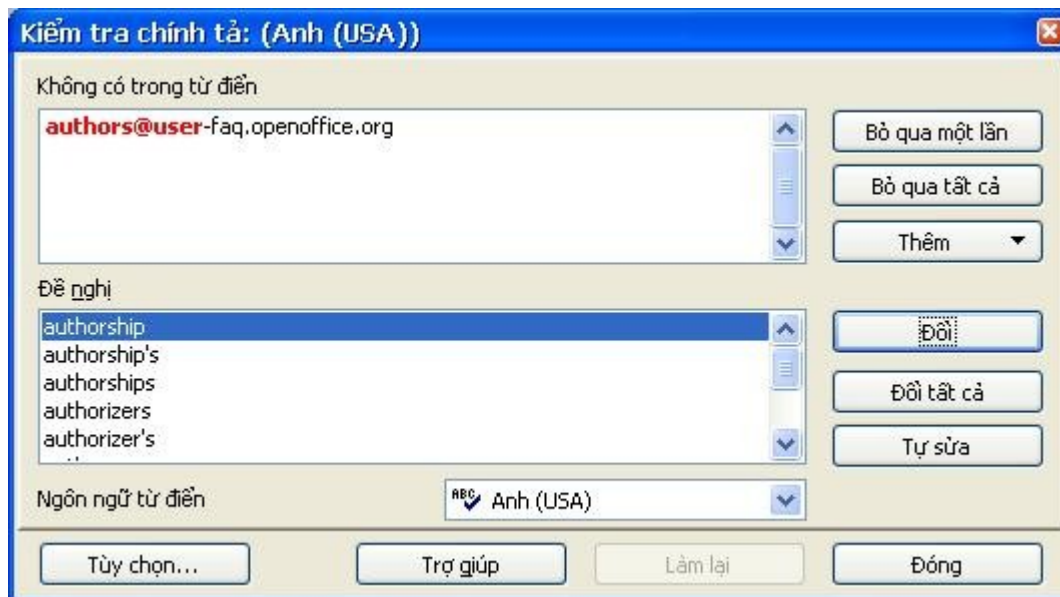 Kiểm tra chính tả: (Anh (USA))
Không có trong từ điển
authors@user-faq.openoffice.org
Bỏ qua một lần
Bỏ qua tất cả
Thêm
Đề nghị
authorship
authorship's
authorships
authorizers
authorizer's
Đổi
Đổi tất cả
Tự sửa
Ngôn ngữ từ điển
ABC Anh (USA)
Tùy chọn...
Trợ giúp
Làm lại
Đóng